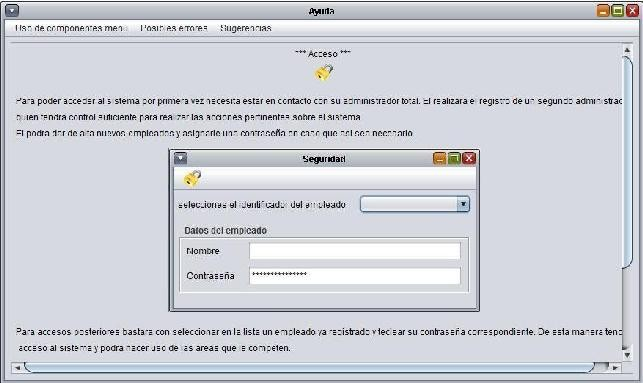 Ayuda
Uso de componentes menu Posibles errores Sugerencias
*** Acceso ***
Para poder acceder al sistema por primera vez necesita estar en contacto con su administrador total. El realizara el registro de un segundo administrad
quien tendra control suficiente para realizar las acciones pertinentes sobre el sistema.
El podra dar de alta nuevos empleados y asignarle una contraseña en caso que asi sea necesario.
Seguridad
seleccionas el identificador del empleado
Datos del empleado
Nombre
Contraseña ***************
Para accesos posteriores bastara con seleccionar en la lista un empleado ya registrado y teclear su contraseña correspondiente. De esta manera tend
acceso al sistema y podra hacer uso de las areas que le competen.